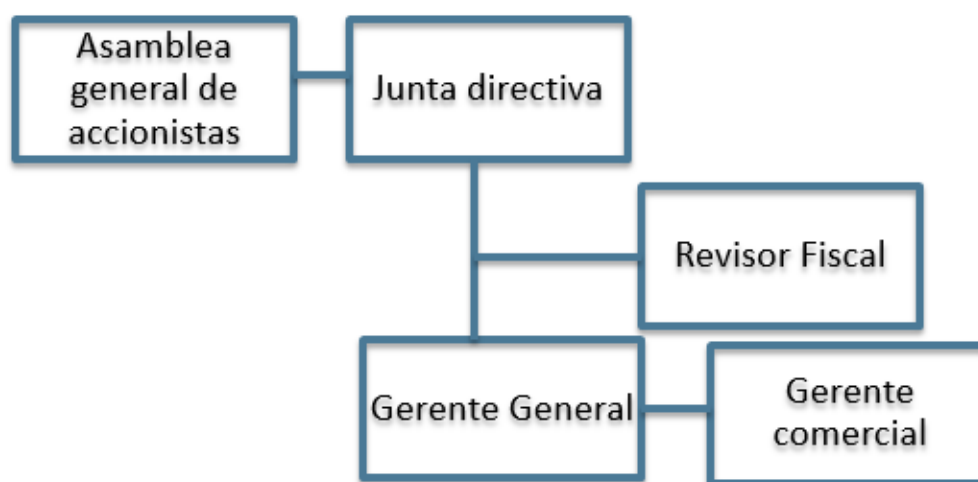 Asamblea
general de
accionistas
Junta directiva
Revisor Fiscal
Gerente General
Gerente
comercial